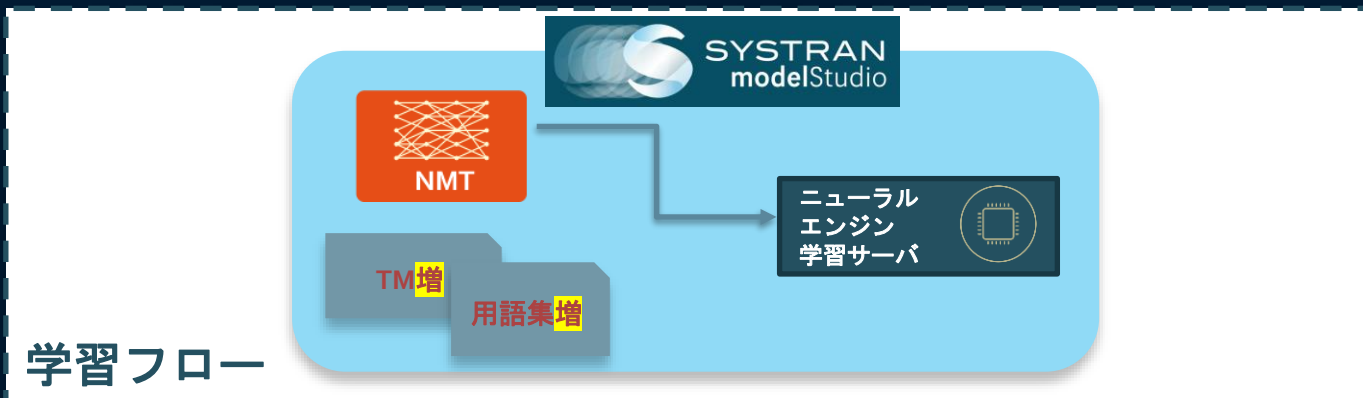 SYSTRAN
modelStudio
NMT
ニューラル
エンジン
学習サーバ
TM増
用語集増
学習フロー